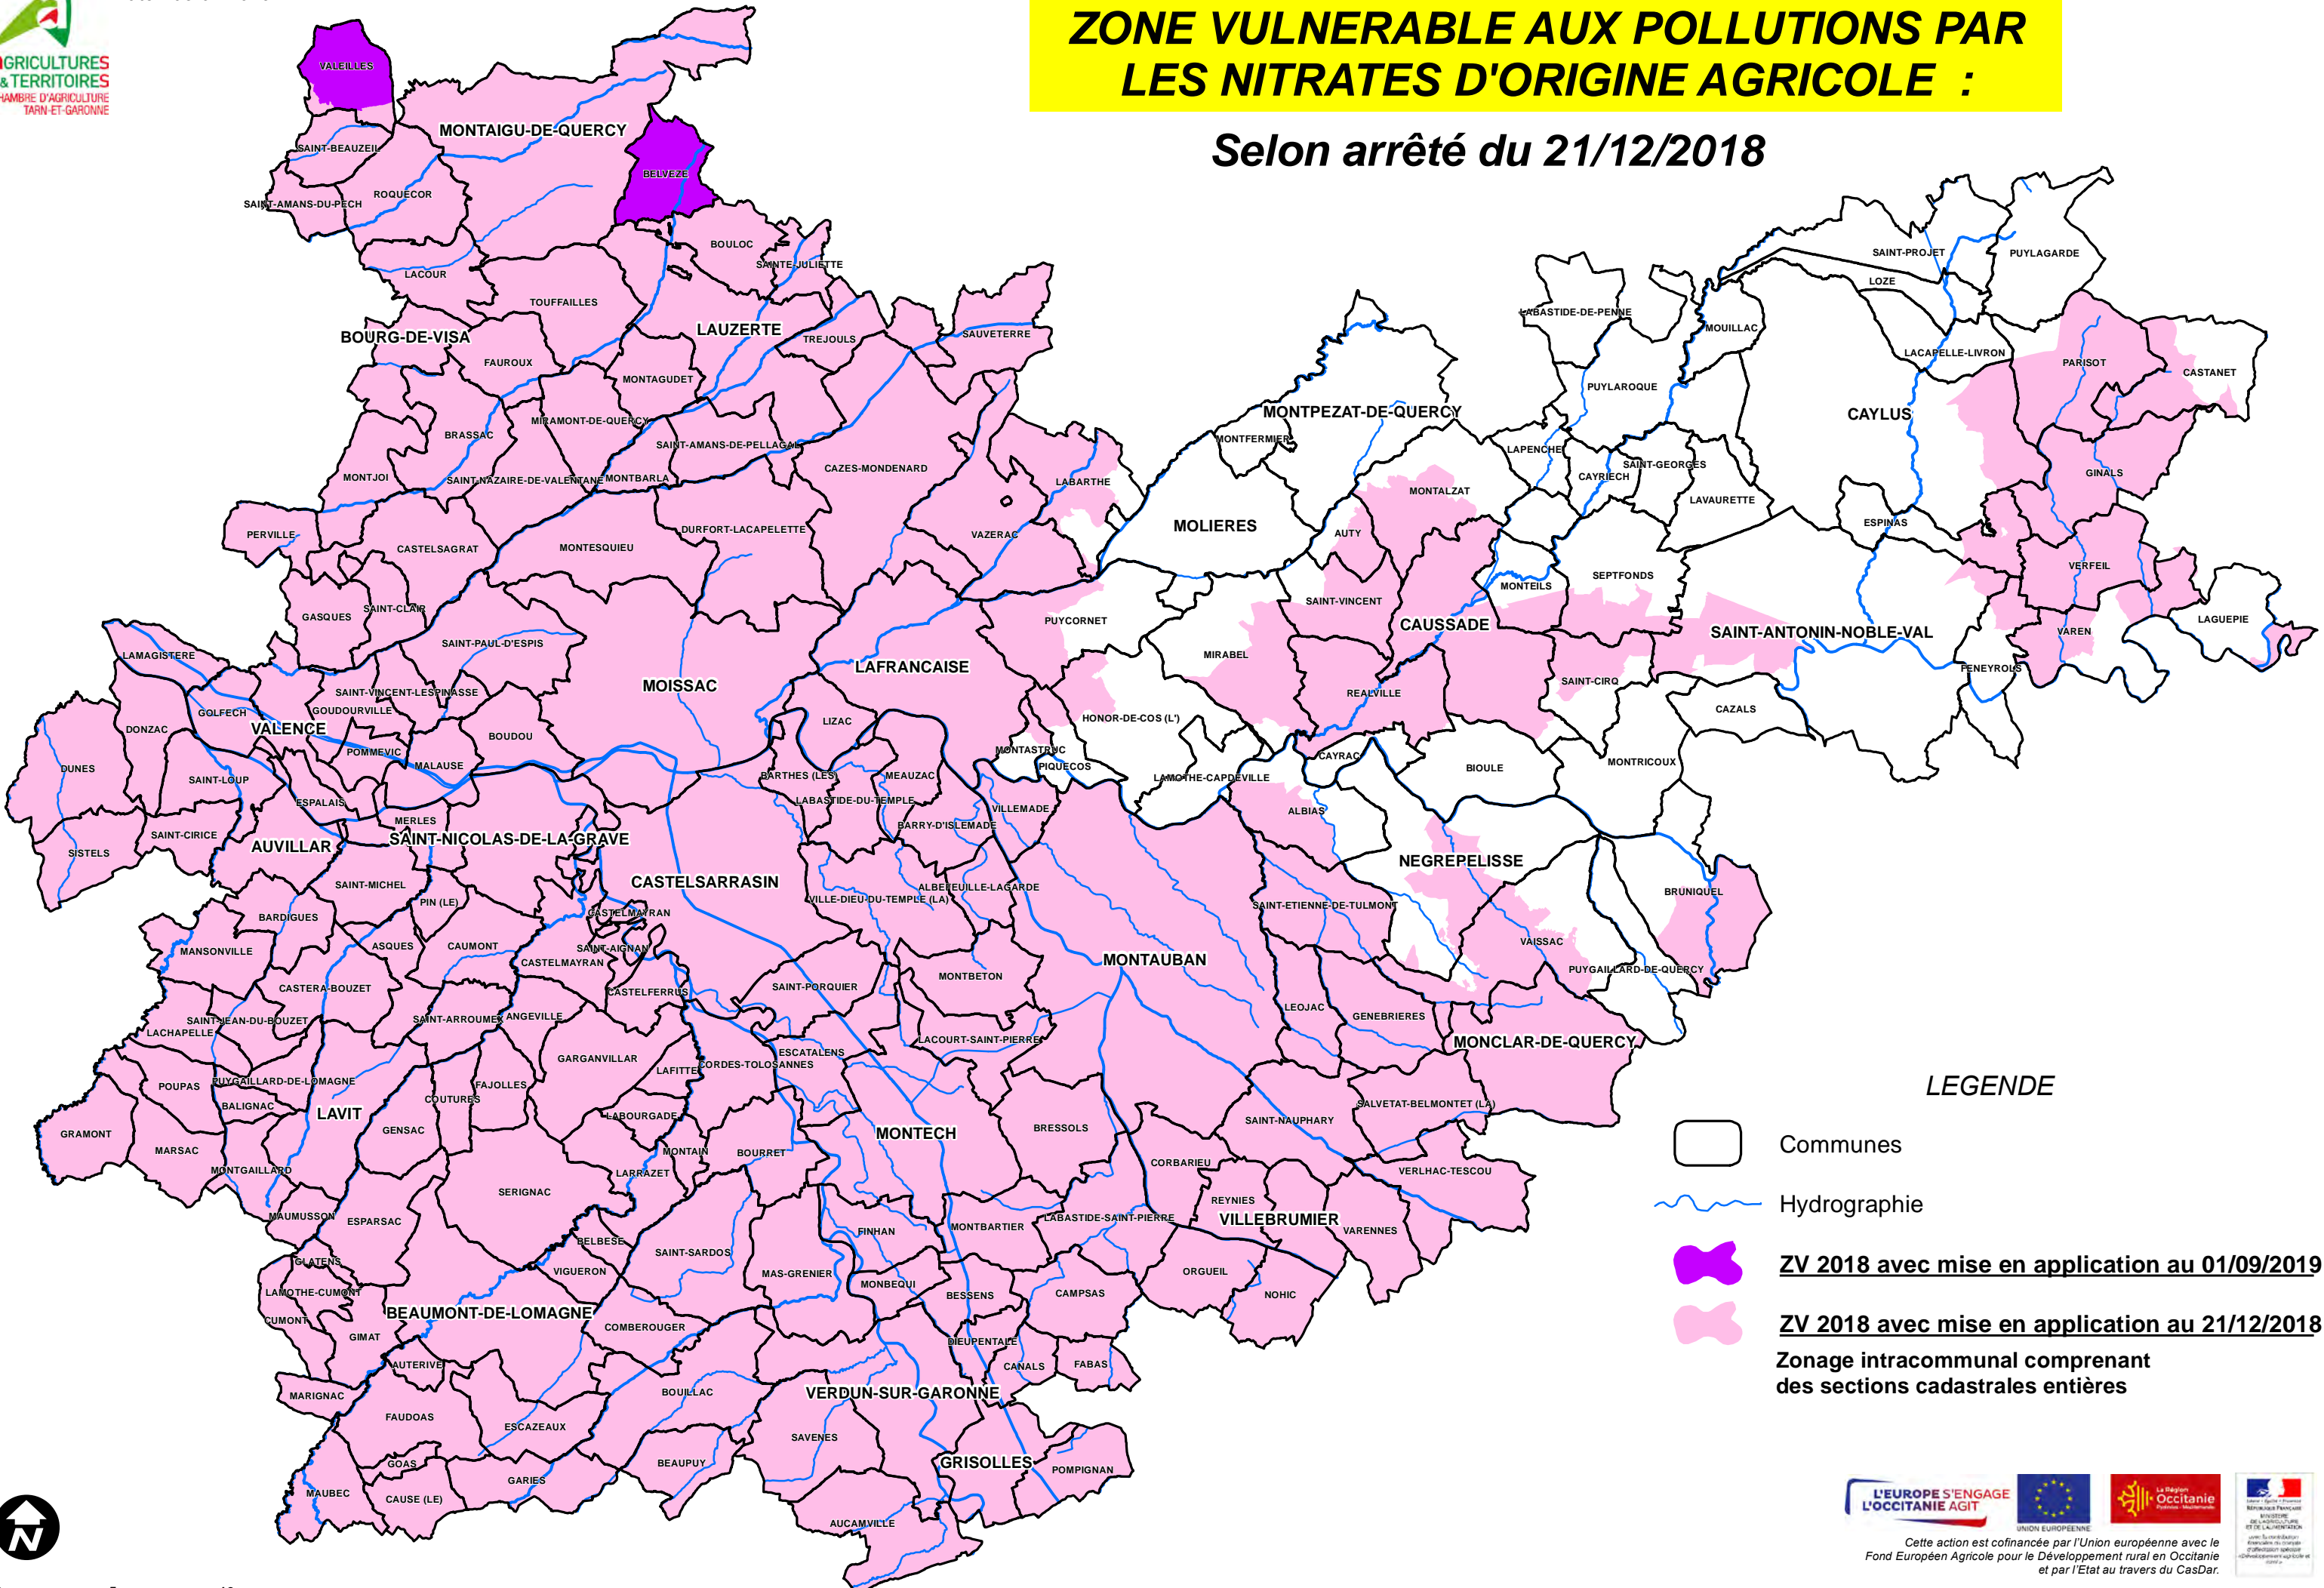 GRICULTURES
&TERRITOIRES
HAMBRE D'AGRICULTURE
TARN-ET-GARONNE
ZONE VULNERABLE AUX POLLUTIONS PAR
LES NITRATES D'ORIGINE AGRICOLE :
Selon arrêté du 21/12/2018
VALEILLES
MONTAIGU-DE-QUERCY
SAINT-BEAUZEIL
BELVEZE
ROQUECOR
SAINT-AMANS-DU-PECH
BOULOC
SAINTE-JULIETTE
LACOUR
TOUFFAILLES
LAUZERTE
BOURG-DE-VISA
TREJOULS
SAUVETERRE
FAUROUX
MONTAGUDET
MIRAMONT-DE-QUERCY
BRASSAC
SAINT-AMANS-DE-PELLAGAL
CAZES-MONDENARD
MONTJOI
SAINT-NAZAIRE-DE-VALENTANE
MONTBARLA
LABARTHE
PERVILLE
CASTELSAGRAT
MONTESQUIEU
DURFORT-LACAPELETTE
VAZERAC
GASQUES
SAINT-CLAIR
SAINT-PAUL-D'ESPIS
LAMAGISTERE
MOISSAC
LAFRANCAISE
PUYCORNET
SAINT-PROJET
PUYLAGARDE
LOZE
LABASTIDE-DE-PENNE
MOUILLAC
LACAPELLE-LIVRON
PARISOT
CASTANET
PUYLAROQUE
MONTPEZAT-DE-QUERCY
CAYLUS
MONTFERMIER
LAPENCHE
SAINT-GEORGES
CAYRIECH
GINALS
MONTALZAT
LAVAURETTE
MOLIERES
AUTY
ESPINAS
VERFEIL
SEPTFONDS
MONTEILS
SAINT-VINCENT
CAUSSADE
SAINT-ANTONIN-NOBLE-VAL
LAGUEPIE
VAREN
MIRABEL
FENEYROLS
REALVILLE
SAINT-CIRQ
CAZALS
SAINT-VINCENT-LESPINASSE
GOLFECH
GOUDOURVILLE
DONZAC
VALENCE
BOUDOU
LIZAC
HONOR-DE-COS (L')
POMMEVIC
MALAUSE
MONTASTRUC
PIQUECOS
CAYRAC
BIOULE
MONTRICOUX
DUNES
SAINT-LOUP
BARTHES (LES)
MEAUZAC
LAMOTHE-CAPDEVILLE
ESPALAIS
LABASTIDE-DU-TEMPLE
VILLEMADE
ALBIAS
MERLES
BARRY-D'ISLEMADE
SAINT-CIRICE
SAINT-NICOLAS-DE-LA-GRAVE
AUVILLAR
SISTELS
NEGREPELISSE
CASTELSARRASIN
SAINT-MICHEL
ALBEFEUILLE-LAGARDE
BRUNIQUEL
VILLE-DIEU-DU-TEMPLE (LA)
PIN (LE)
SAINT-ETIENNE-DE-TULMONT
BARDIGUES
CASTELMAYRAN
VAISSAC
ASQUES
CAUMONT
SAINT-AIGNAN
MANSONVILLE
CASTELMAYRAN
MONTAUBAN
PUYGAILLARD-DE-QUERCY
MONTBETON
CASTERA-BOUZET
CASTELFERRUS
SAINT-PORQUIER
LEOJAC
GENEBRIERES
SAINT-JEAN-DU-BOUZET
SAINT-ARROUMEX
ANGEVILLE
LACHAPELLE
LACOURT-SAINT-PIERRE
MONCLAR-DE-QUERCY
GARGANVILLAR
ESCATALENS
CORDES-TOLOSANNES
LAFITTE
POUPAS
PUYGAILLARD-DE-LOMAGNE
FAJOLLES
COUTURES
BALIGNAC
LAVIT
LABOURGADE
SALVETAT-BELMONTET (LA)
SAINT-NAUPHARY
GRAMONT
GENSAC
MONTECH
BRESSOLS
MARSAC
MONTAIN
BOURRET
CORBARIEU
MONTGAILLARD
LARRAZET
VERLHAC-TESCOU
SERIGNAC
REYNIES
MAUMUSSON
ESPARSAC
LABASTIDE-SAINT-PIERRE
VILLEBRUMIER
VARENNES
FINHAN
MONTBARTIER
BELBESE
SAINT-SARDOS
GLATENS
VIGUERON
MAS-GRENIER
ORGUEIL
MONBEQUI
LAMOTHE-CUMONT
BESSENS
CAMPSAS
NOHIC
CUMONT
BEAUMONT-DE-LOMAGNE
COMBEROUGER
GIMAT
DIEUPENTALE
AUTERIVE
CANALS
FABAS
MARIGNAC
BOUILLAC
VERDUN-SUR-GARONNE
FAUDOAS
ESCAZEAUX
SAVENES
GOAS
BEAUPUY
GRISOLLES
POMPIGNAN
GARIES
MAUBEC
CAUSE (LE)
AUCAMVILLE
LEGENDE
Communes
Hydrographie
ZV 2018 avec mise en application au 01/09/2019
ZV 2018 avec mise en application au 21/12/2018
Zonage intracommunal comprenant
des sections cadastrales entières
N
L'EUROPE S'ENGAGE
L'OCCITANIE AGIT
UNION EUROPEENNE
La Région
Occitanie
Cette action est cofinancée par l'Union européenne avec le
Fond Européen Agricole pour le Développement rural en Occitanie
et par l'Etat au travers du CasDar.